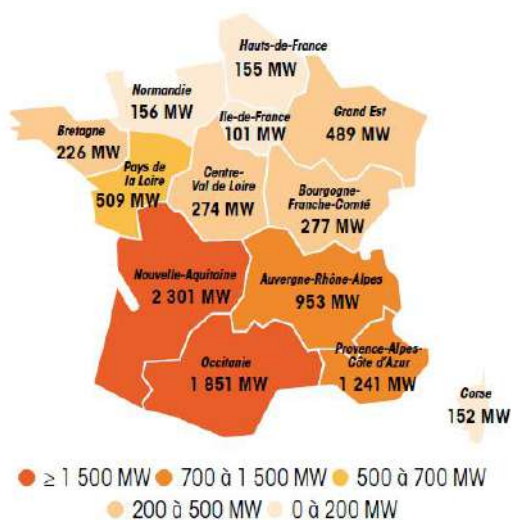 Hauts-de-France
155 MW
Normandie
156 MW
Ile-de-France
101 MW
Grand Est
489 MW
Bretagne
226 MW
Pays de
la Loire
509 MW
Centre-
Val de Loire
274 MW
Bourgogne-
Franche-Comté
277 MW
Nouvelle-Aquitaine
2 301 MW
Auvergne-Rhône-Alpes
953 MW
Occitanie
1 851 MW
Provence-Alpes-
Côte d'Azur
1 241 MW
Corse
152 MW
≥ 1 500 MW 700 à 1 500 MW 500 à 700 MW
200 à 500 MW 0 à 200 MW